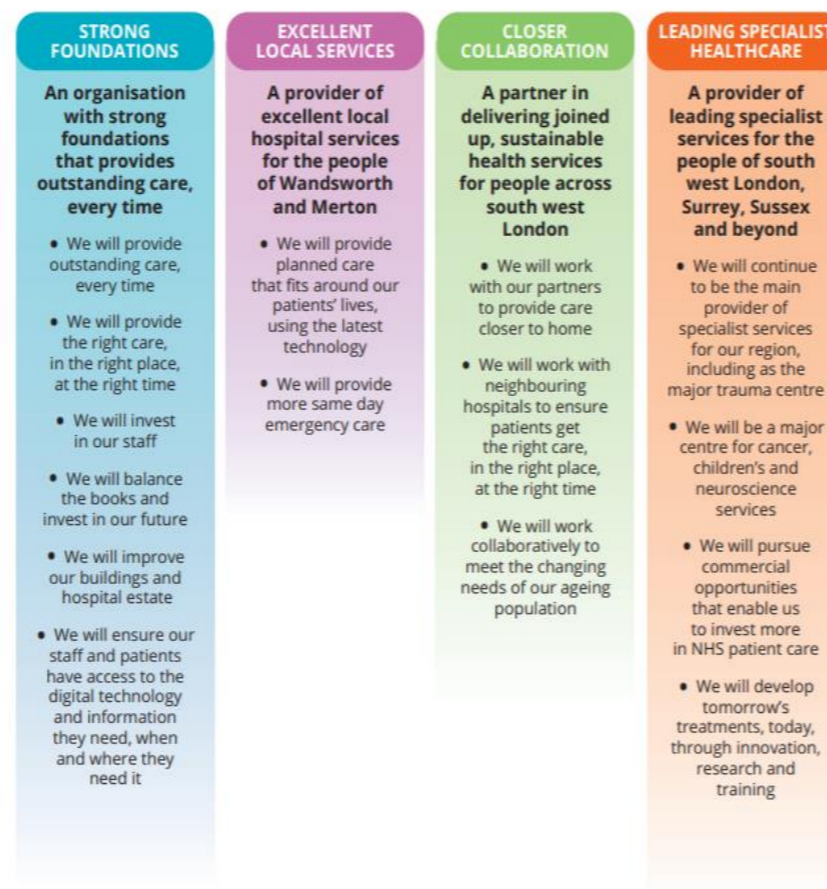 STRONG
FOUNDATIONS
An organisation
with strong
foundations
that provides
outstanding care,
every time
• We will provide
outstanding care,
every time
• We will provide
the right care,
in the right place,
at the right time
• We will invest
in our staff
• We will balance
the books and
invest in our future
• We will improve
our buildings and
hospital estate
• We will ensure our
staff and patients
have access to the
digital technology
and information
they need, when
and where they
need it
EXCELLENT
LOCAL SERVICES
A provider of
excellent local
hospital services
for the people
of Wandsworth
and Merton
• We will provide
planned care
that fits around our
patients' lives,
using the latest
technology
• We will provide
more same day
emergency care
CLOSER
COLLABORATION
A partner in
delivering joined
up, sustainable
health services
for people across
south west
London
• We will work
with our partners
to provide care
closer to home
• We will work with
neighbouring
hospitals to ensure
patients get
the right care,
in the right place,
at the right time
• We will work
collaboratively to
meet the changing
needs of our ageing
population
LEADING SPECIALIST
HEALTHCARE
A provider of
leading specialist
services for the
people of south
west London,
Surrey, Sussex
and beyond
• We will continue
to be the main
provider of
specialist services
for our region,
including as the
major trauma centre
• We will be a major
centre for cancer,
children's and
neuroscience
services
• We will pursue
commercial
opportunities
that enable us
to invest more
in NHS patient care
• We will develop
tomorrow's
treatments, today,
through innovation,
research and
training